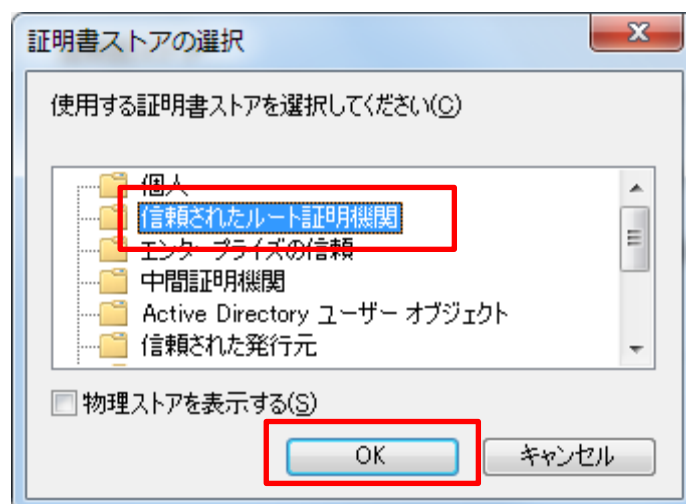 証明書ストアの選択
使用する証明書ストアを選択してください(C)
個人
信頼されたルート証明機関
エンタープライズの信頼
中間証明機関
Active Directory ユーザー オブジェクト
信頼された発行元
物理ストアを表示する(S)
OK
キャンセル